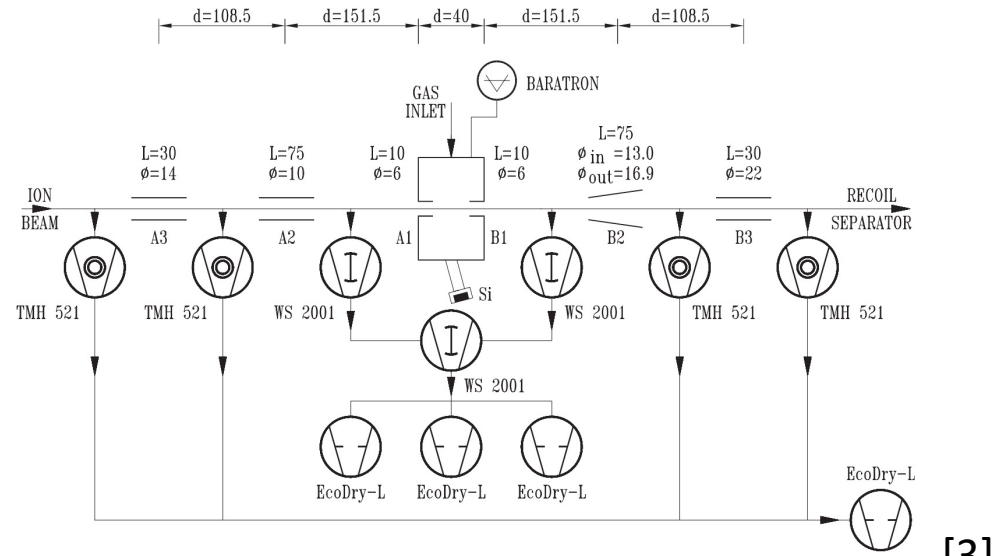 d=108.5 d=151.5 d=40 d=151.5 d=108.5
BARATRON
GAS
INLET
L=75
L=30 L=75 L=10 L=10 ϕ in =13.0 L=30
ϕ=14 ϕ=10 ϕ=6 ϕ=6 ϕout=16.9 ϕ=22
ION RECOIL
BEAM SEPARATOR
A3 A2 A1 B1 B2 B3
Si
TMH 521 TMH 521 WS 2001 WS 2001 TMH 521 TMH 521
WS 2001
EcoDry-L
EcoDry-L EcoDry-L EcoDry-L
[3]